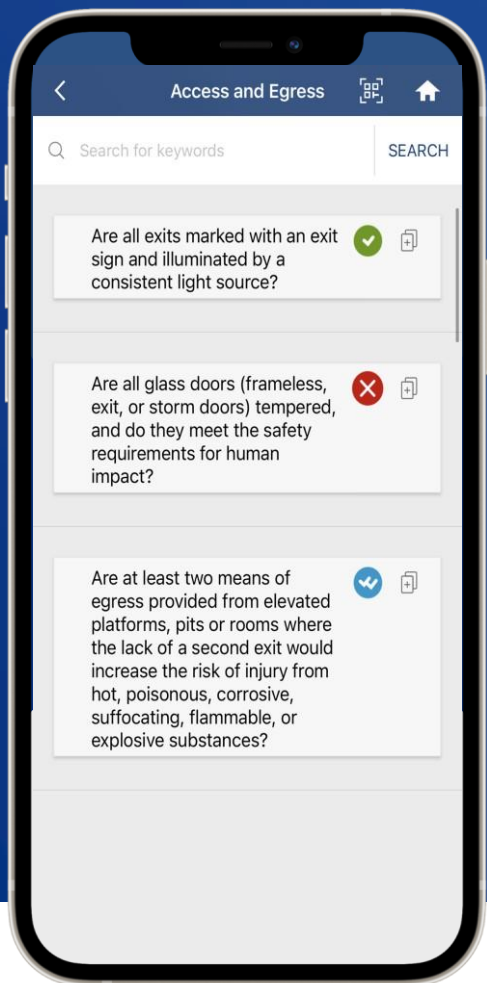 Access and Egress
Search for keywords
SEARCH
Are all exits marked with an exit
sign and illuminated by a
consistent light source?
Are all glass doors (frameless,
exit, or storm doors) tempered,
and do they meet the safety
requirements for human
impact?
Are at least two means of
egress provided from elevated
platforms, pits or rooms where
the lack of a second exit would
increase the risk of injury from
hot, poisonous, corrosive,
suffocating, flammable, or
explosive substances?